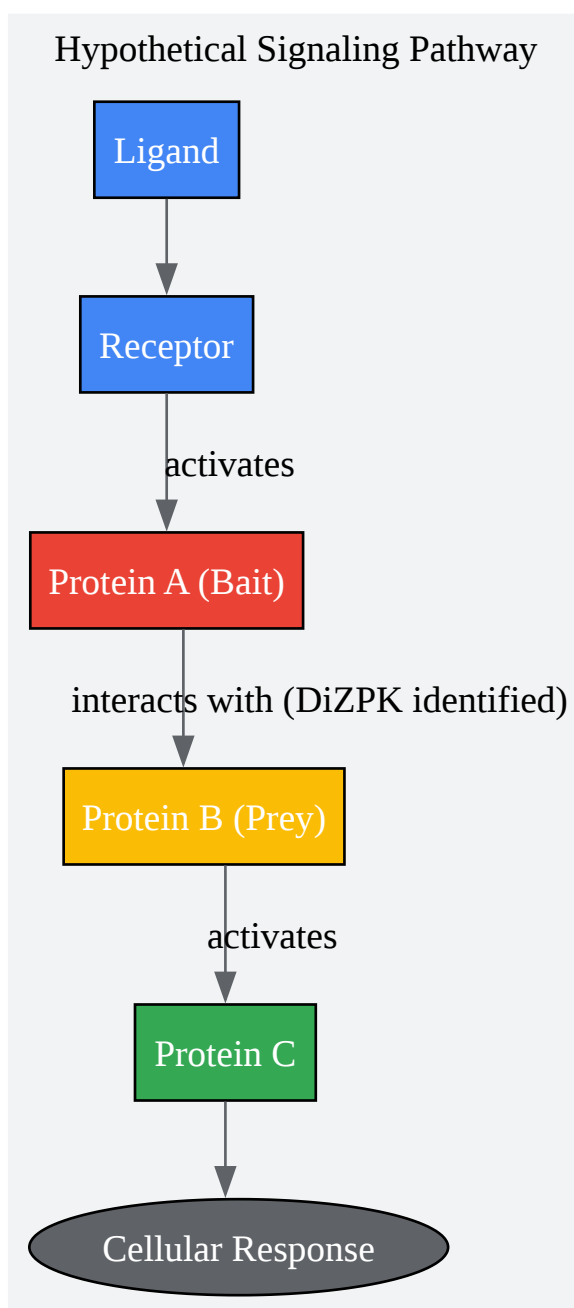 Hypothetical Signaling Pathway
Ligand
Receptor
activates
Protein A (Bait)
interacts with (DiZPK identified)
Protein B (Prey)
activates
Protein C
Cellular Response